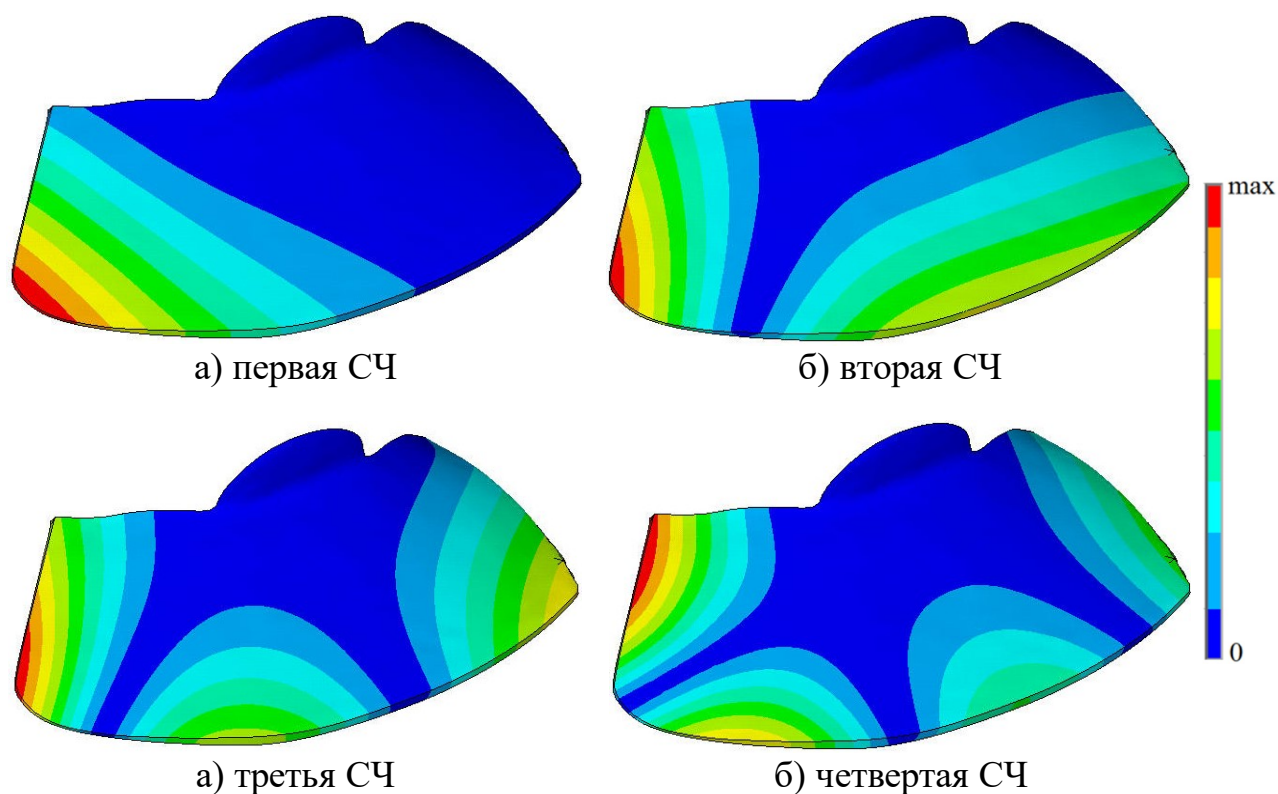 max
0
а) первая СЧ
б) вторая СЧ
а) третья СЧ
б) четвертая СЧ